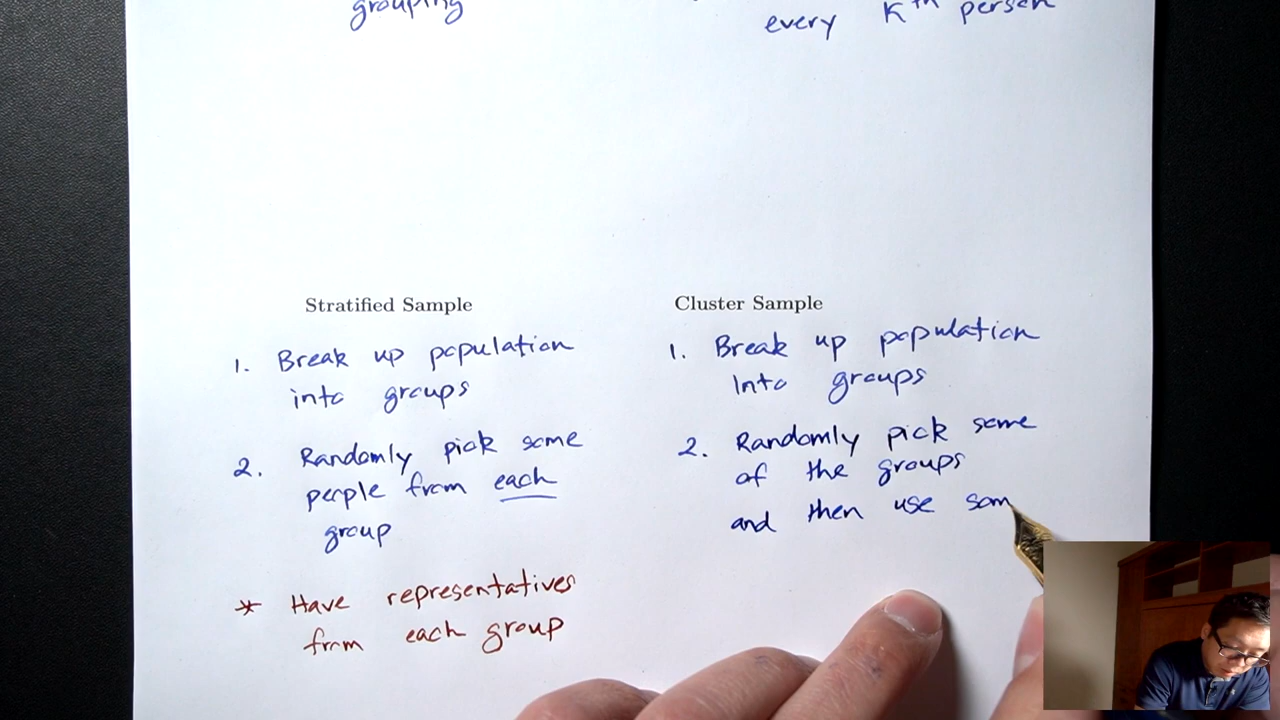 grouping
every Kth person
Stratified Sample
1. Break up population
into groups
2. Randomly pick some
people from each
group
* Have representatives
from each group
Cluster Sample
1. Break up population
Into groups
2. Randomly pick some
of the groups
and then use som